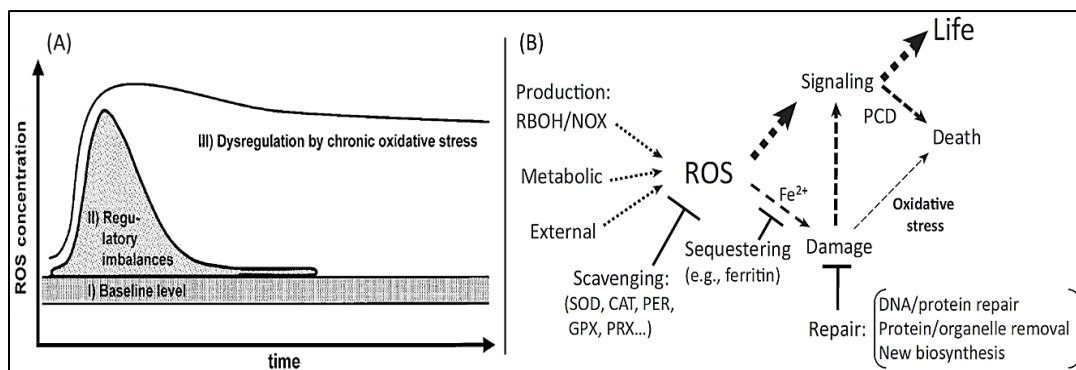 (A)
ROS concentration
III) Dysregulation by chronic oxidative stress
II) Regu-
latory
imbalances
I) Baseline level
time
(B)
Life
Signaling
PCD
Death
Production:
RBOH/NOX
Metabolic
External
ROS
Fe²⁺
Oxidative
stress
Damage
Sequestering
(e.g., ferritin)
Scavenging:
(SOD, CAT, PER,
GPX, PRX...)
Repair:
DNA/protein repair
Protein/organelle removal
New biosynthesis